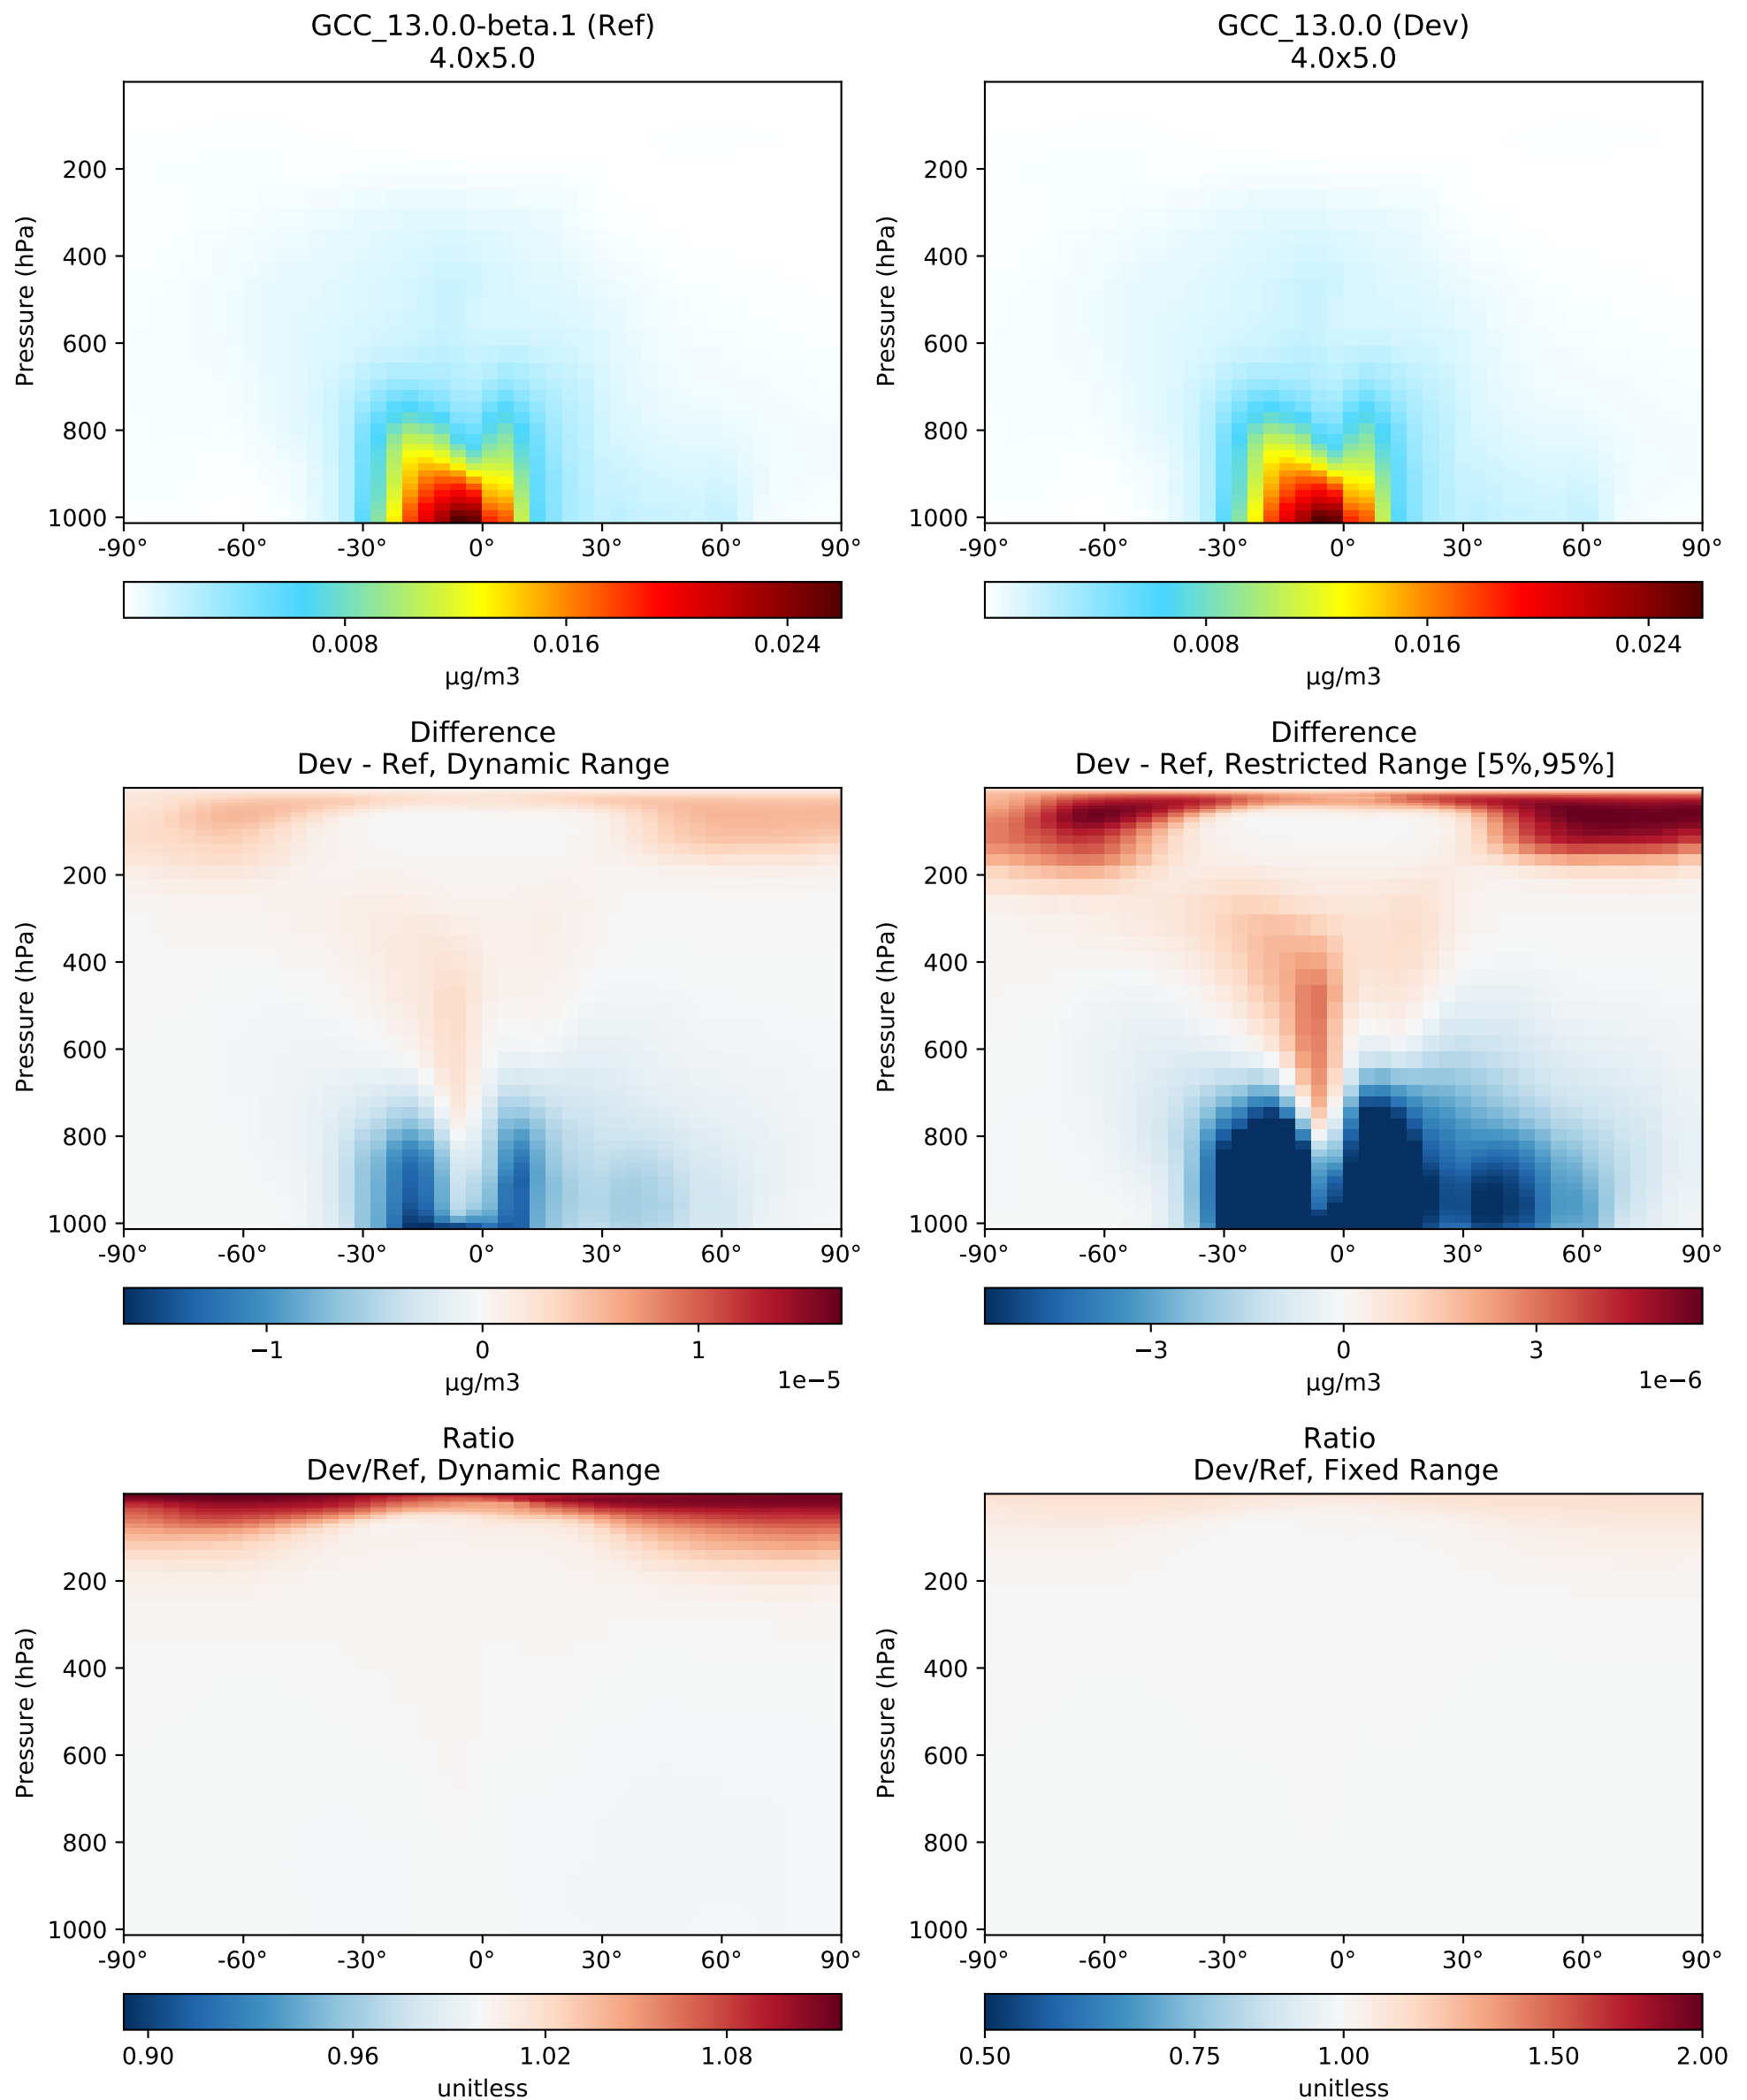 GCC_13.0.0-beta.1 (Ref)
4.0x5.0
Pressure (hPa)
200
400
600
800
1000
-90° -60° -30° 0° 30° 60° 90°
0.008 0.016 0.024
µg/m3
GCC_13.0.0 (Dev)
4.0x5.0
Pressure (hPa)
200
400
600
800
1000
-90° -60° -30° 0° 30° 60° 90°
0.008 0.016 0.024
µg/m3
Difference
Dev - Ref, Dynamic Range
Pressure (hPa)
200
400
600
800
1000
-90° -60° -30° 0° 30° 60° 90°
−1 0 1
µg/m3 1e−5
Difference
Dev - Ref, Restricted Range [5%,95%]
Pressure (hPa)
200
400
600
800
1000
-90° -60° -30° 0° 30° 60° 90°
−3 0 3
µg/m3 1e−6
Ratio
Dev/Ref, Dynamic Range
Pressure (hPa)
200
400
600
800
1000
-90° -60° -30° 0° 30° 60° 90°
0.90 0.96 1.02 1.08
unitless
Ratio
Dev/Ref, Fixed Range
Pressure (hPa)
200
400
600
800
1000
-90° -60° -30° 0° 30° 60° 90°
0.50 0.75 1.00 1.50 2.00
unitless